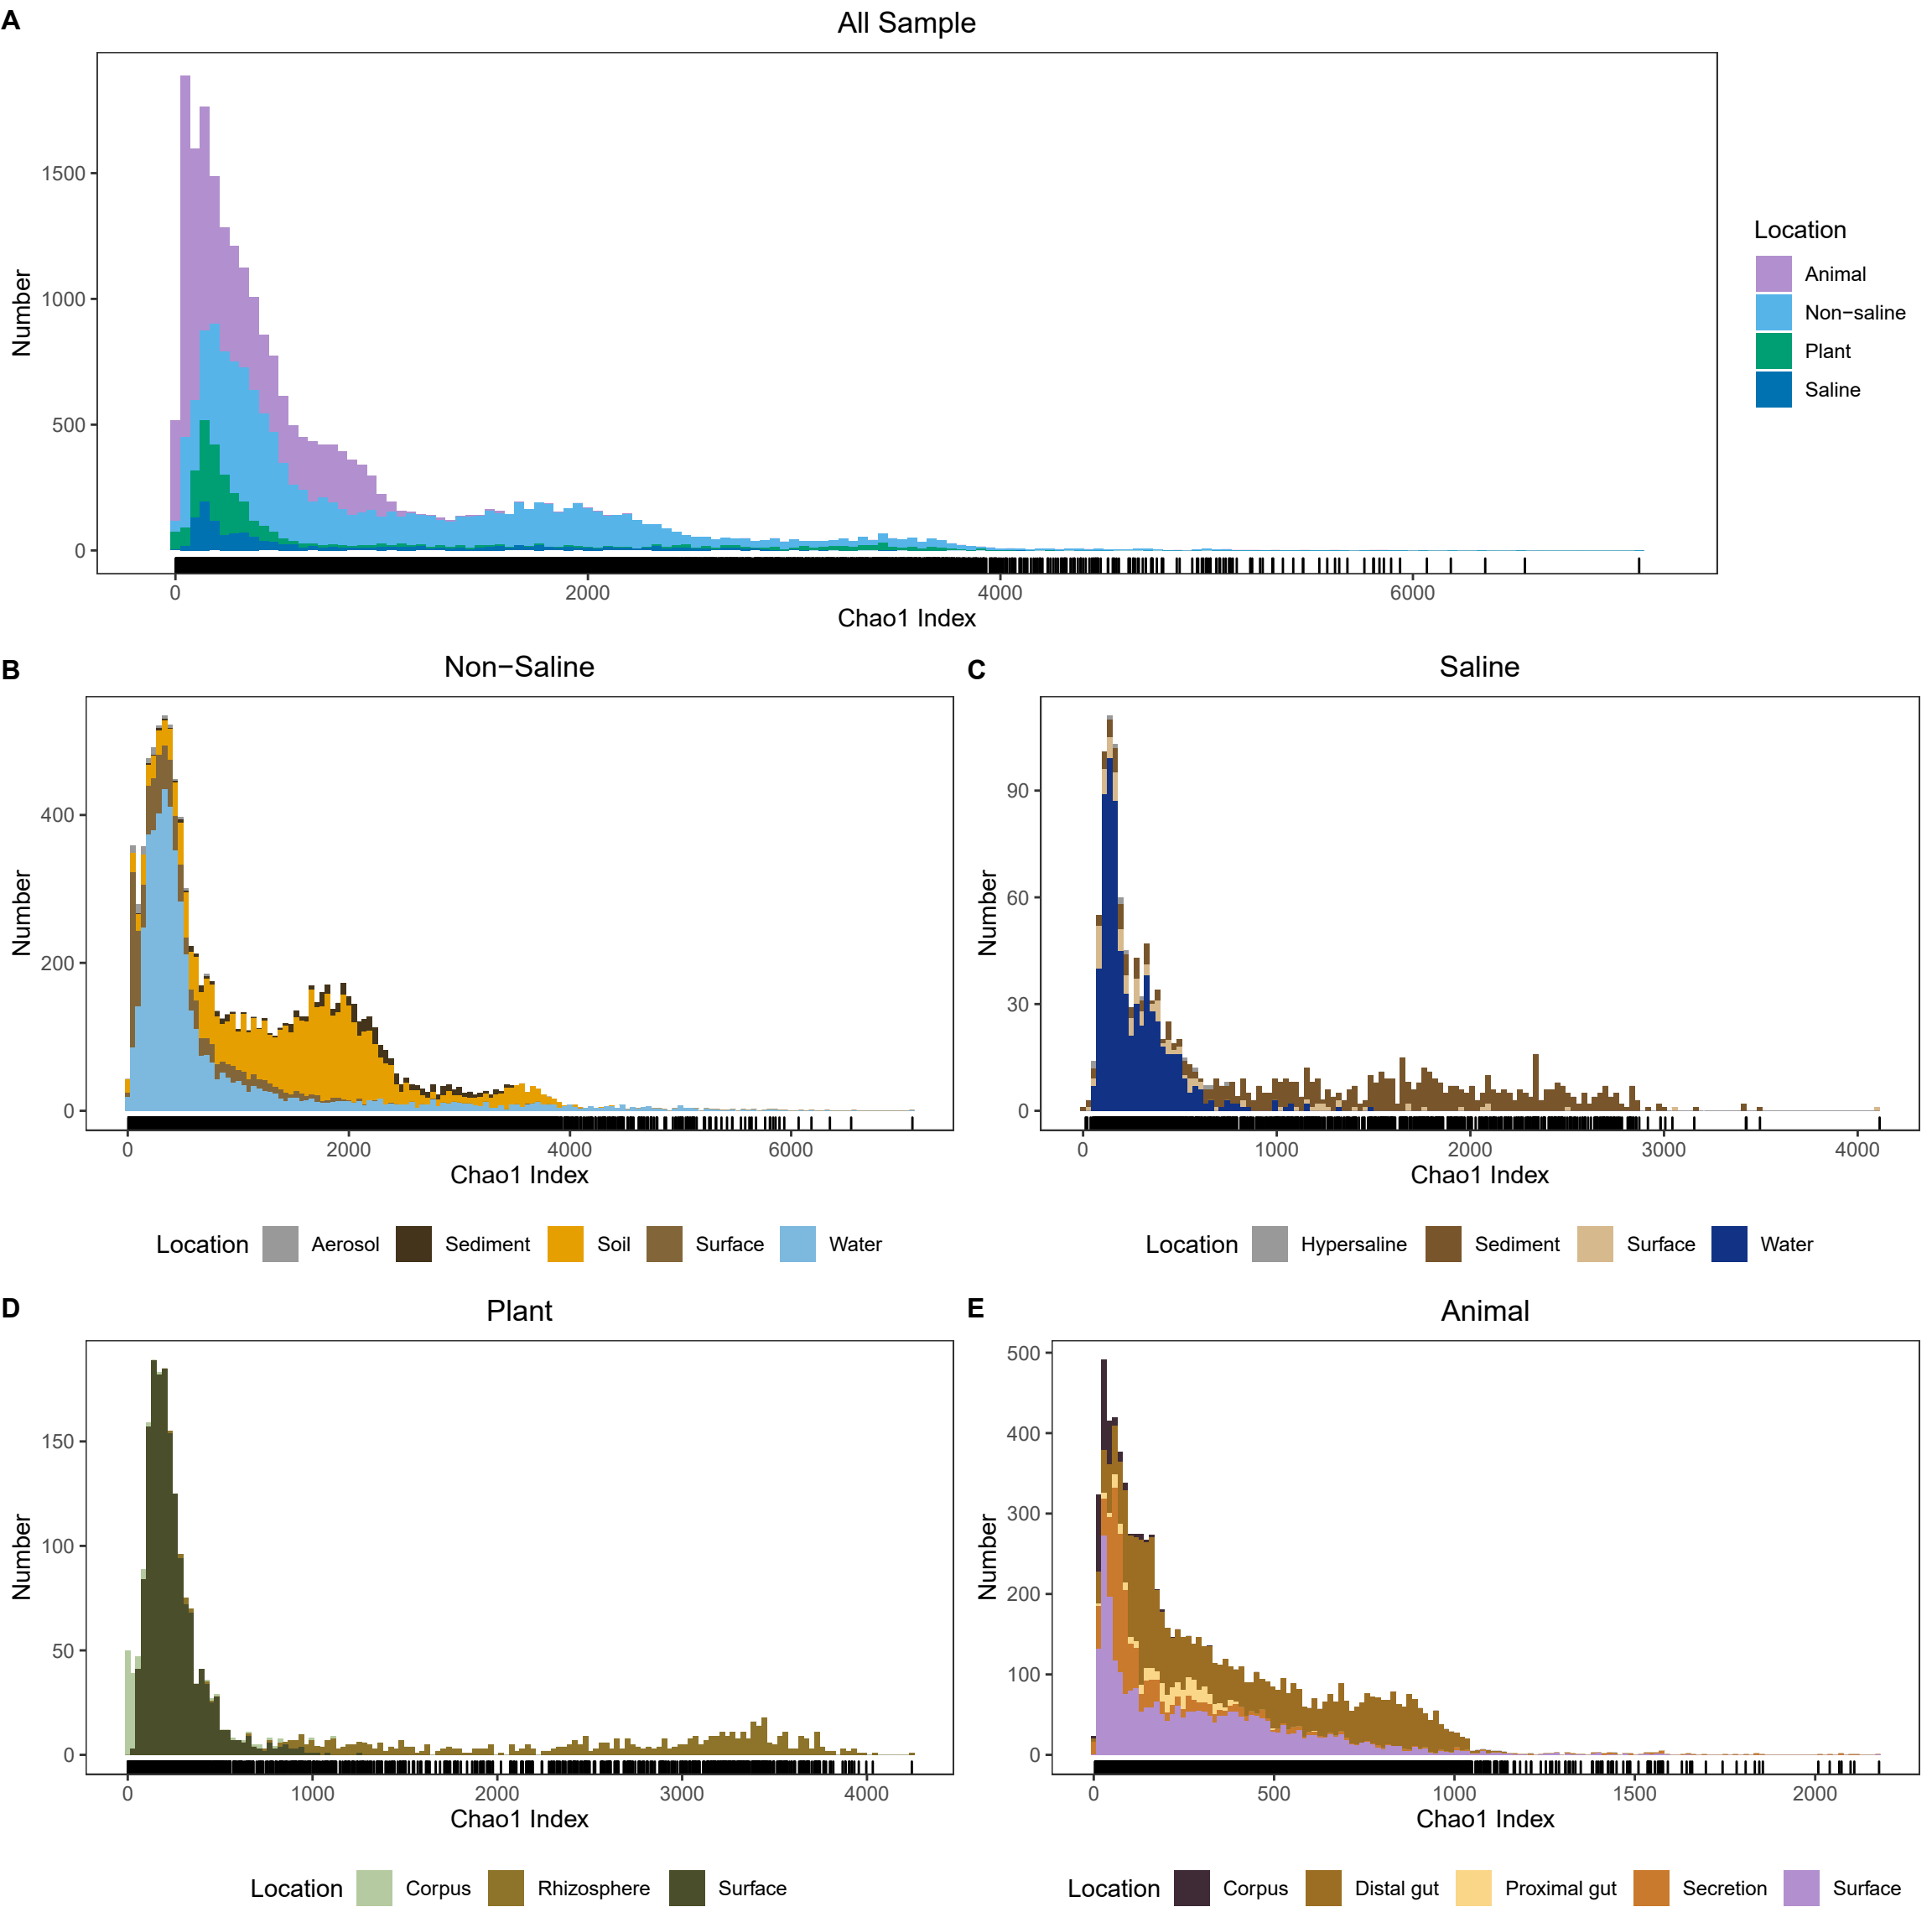 A
All Sample
Number
1500
1000
500
0
0 2000 4000 6000
Chao1 Index
Location
Animal
Non−saline
Plant
Saline
B
Non−Saline
Number
400
200
0
0 2000 4000 6000
Chao1 Index
Location Aerosol Sediment Soil Surface Water
C
Saline
Number
90
60
30
0
0 1000 2000 3000 4000
Chao1 Index
Location Hypersaline Sediment Surface Water
D
Plant
Number
150
100
50
0
0 1000 2000 3000 4000
Chao1 Index
Location Corpus Rhizosphere Surface
E
Animal
Number
500
400
300
200
100
0
0 500 1000 1500 2000
Chao1 Index
Location Corpus Distal gut Proximal gut Secretion Surface